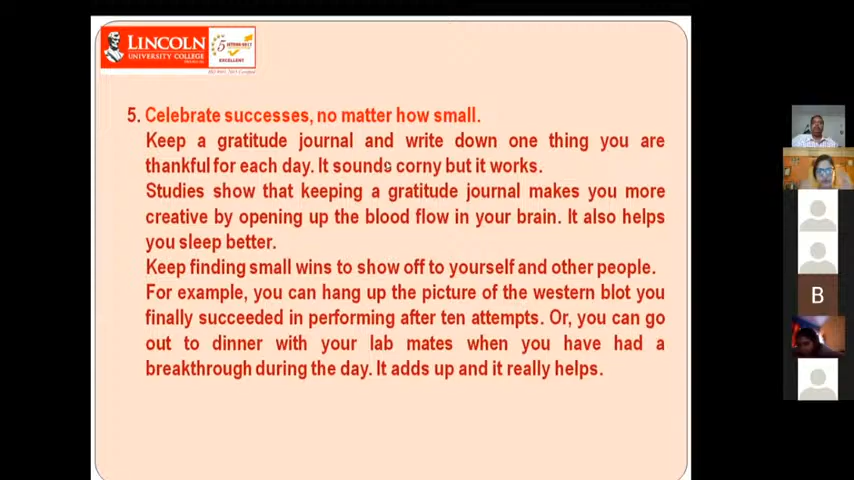 LINCOLN
UNIVERSITY COLLEGE
5
EXCELLENT
5. Celebrate successes, no matter how small.
Keep a gratitude journal and write down one thing you are
thankful for each day. It sounds corny but it works.
Studies show that keeping a gratitude journal makes you more
creative by opening up the blood flow in your brain. It also helps
you sleep better.
Keep finding small wins to show off to yourself and other people.
For example, you can hang up the picture of the western blot you
finally succeeded in performing after ten attempts. Or, you can go
out to dinner with your lab mates when you have had a
breakthrough during the day. It adds up and it really helps.
B